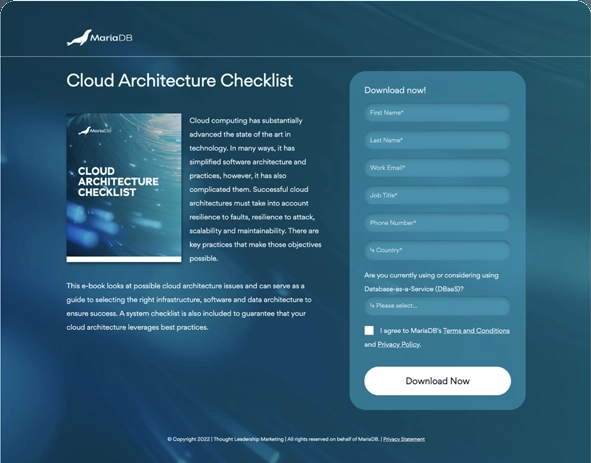 MariaDB
Cloud Architecture Checklist
MariaDB
CLOUD
ARCHITECTURE
CHECKLIST
Cloud computing has substantially
advanced the state of the art in
technology. In many ways, it has
simplified software architecture and
practices, however, it has also
complicated them. Successful cloud
architectures must take into account
resilience to faults, resilience to attack,
scalability and maintainability. There are
key practices that make those objectives
possible.
This e-book looks at possible cloud architecture issues and can serve as a
guide to selecting the right infrastructure, software and data architecture to
ensure success. A system checklist is also included to guarantee that your
cloud architecture leverages best practices.
Download now!
First Name*
Last Name*
Work Email*
Job Title*
Phone Number*
↳ Country*
Are you currently using or considering using
Database-as-a-Service (DBaaS)?
↳ Please select...
I agree to MariaDB's Terms and Conditions
and Privacy Policy.
Download Now
© Copyright 2022 | Thought Leadership Marketing | All rights reserved on behalf of MariaDB. | Privacy Statement